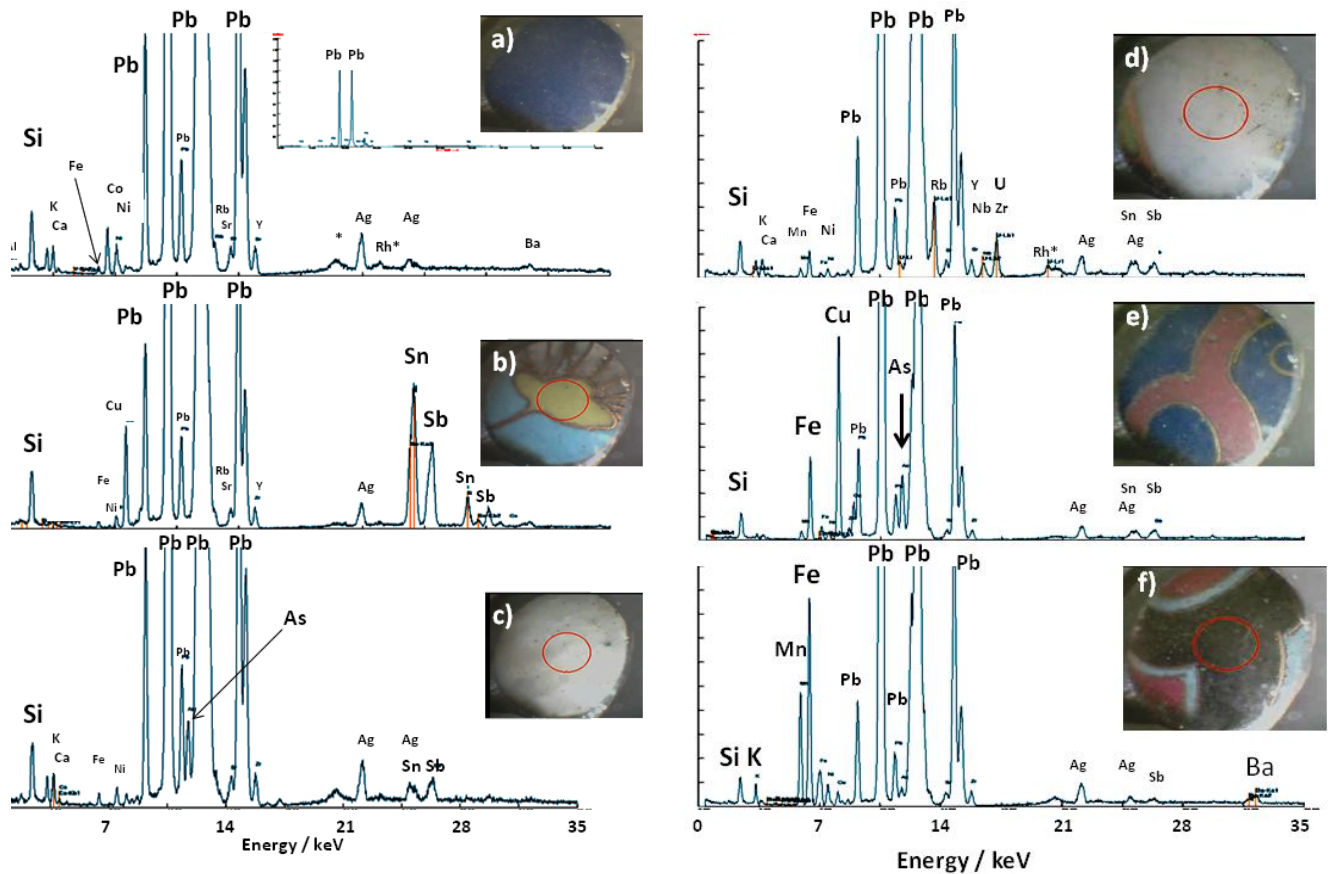 Pb Pb
a)
Pb Pb
Pb
Si
Pb
Fe
Co
K
Ca
Ni
Rb
Sr
Y
*
Ag
Rh*
Ag
Ba
Pb Pb
Pb
b)
Sn
Cu
Pb
Sb
Si
Fe
Ni
Rb
Sr
Y
Ag
Sn
Sb
Pb Pb Pb
Pb
c)
As
Pb
Si
K
Ca
Fe
Ni
Ag
Ag
Sn Sb
7 14 21 28 35
Energy / keV
Pb Pb Pb
d)
Pb
Si
K
Ca
Mn
Fe
Ni
Pb
Rb
Y
Nb
U
Zr
Rh*
Ag
Sn Sb
Ag
Pb Pb Pb
e)
Cu
As
Fe
Pb
Si
Ag
Sn Sb
Ag
Pb Pb Pb
f)
Fe
Mn
Pb
Pb
Si K
Ag
Ag
Sb
Ba
0 7 14 21 28 35
Energy / keV